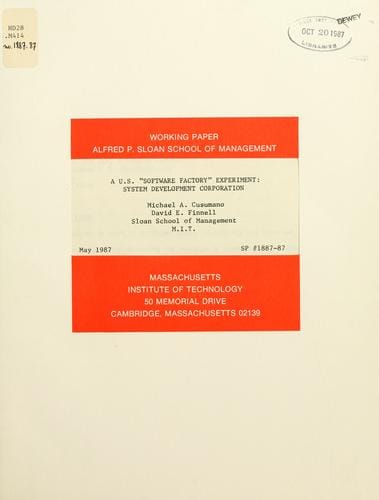 HD28
.M414
no. 1887-87
OCT 20 1987
LIBRARIES
DEWEY
WORKING PAPER
ALFRED P. SLOAN SCHOOL OF MANAGEMENT
A U.S. "SOFTWARE FACTORY" EXPERIMENT:
SYSTEM DEVELOPMENT CORPORATION
Michael A. Cusumano
David E. Finnell
Sloan School of Management
M.I.T.
May 1987 SP #1887-87
MASSACHUSETTS
INSTITUTE OF TECHNOLOGY
50 MEMORIAL DRIVE
CAMBRIDGE, MASSACHUSETTS 02139